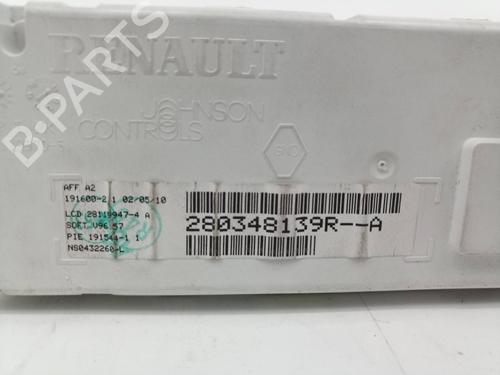 RENAULT
JOHNSON
CONTROLS
AFF A2
191600-2.1 02/05/10
LCD 28119947-4 A
SOFT V96.57
PIE 191544-1 1
NS0432260-L
280348139R--A
B-PARTS